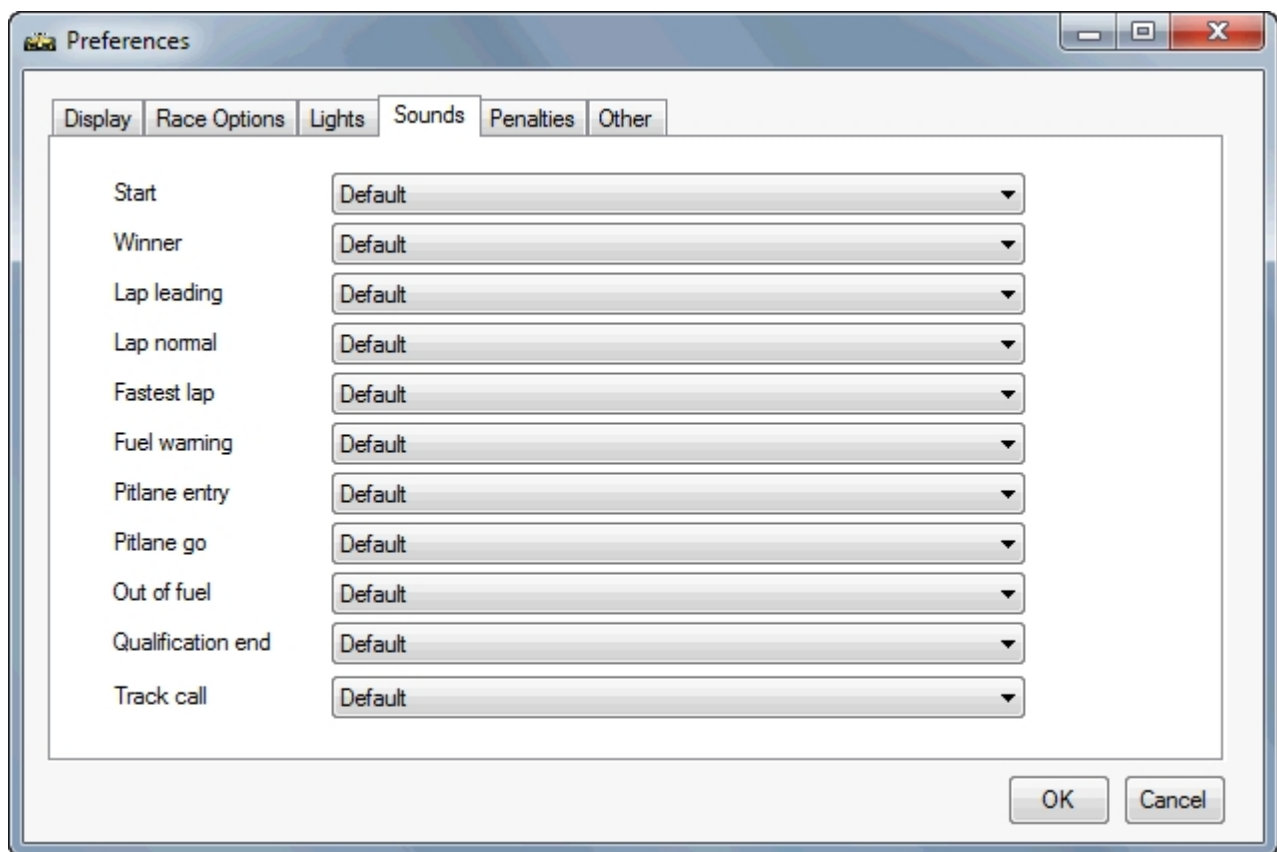 Preferences
Display Race Options Lights Sounds Penalties Other
Start Default
Winner Default
Lap leading Default
Lap normal Default
Fastest lap Default
Fuel warning Default
Pitlane entry Default
Pitlane go Default
Out of fuel Default
Qualification end Default
Track call Default
OK Cancel